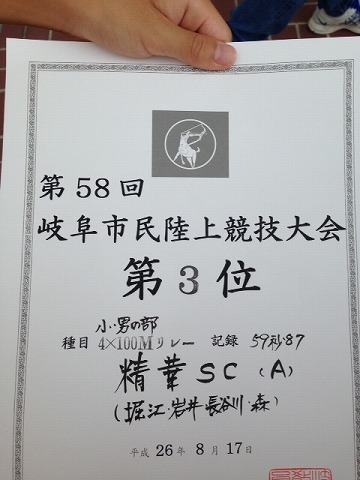 第58回
岐阜市民陸上競技大会
第3位
小・男の部
種目 4×100Mリレー 記録 59秒87
精華SC(A)
(堀江・岩井・長谷川・森)
平成 26年 8月 17日